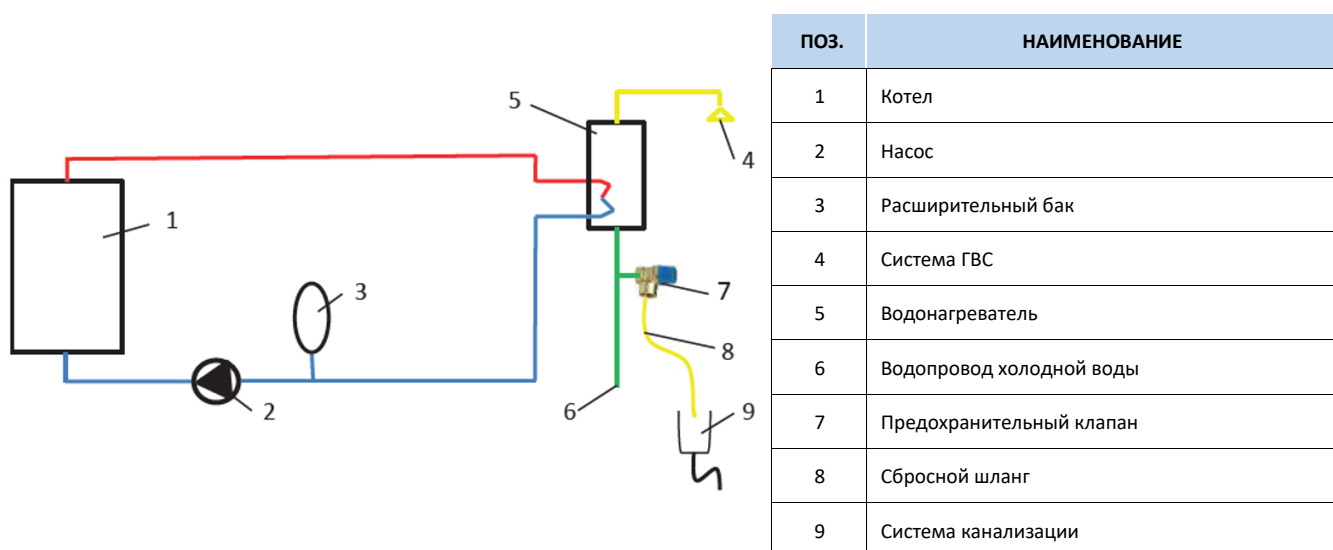 5
4
1
3
7
8
2
6
9
ПОЗ. НАИМЕНОВАНИЕ
1 Котел
2 Насос
3 Расширительный бак
4 Система ГВС
5 Водонагреватель
6 Водопровод холодной воды
7 Предохранительный клапан
8 Сбросной шланг
9 Система канализации